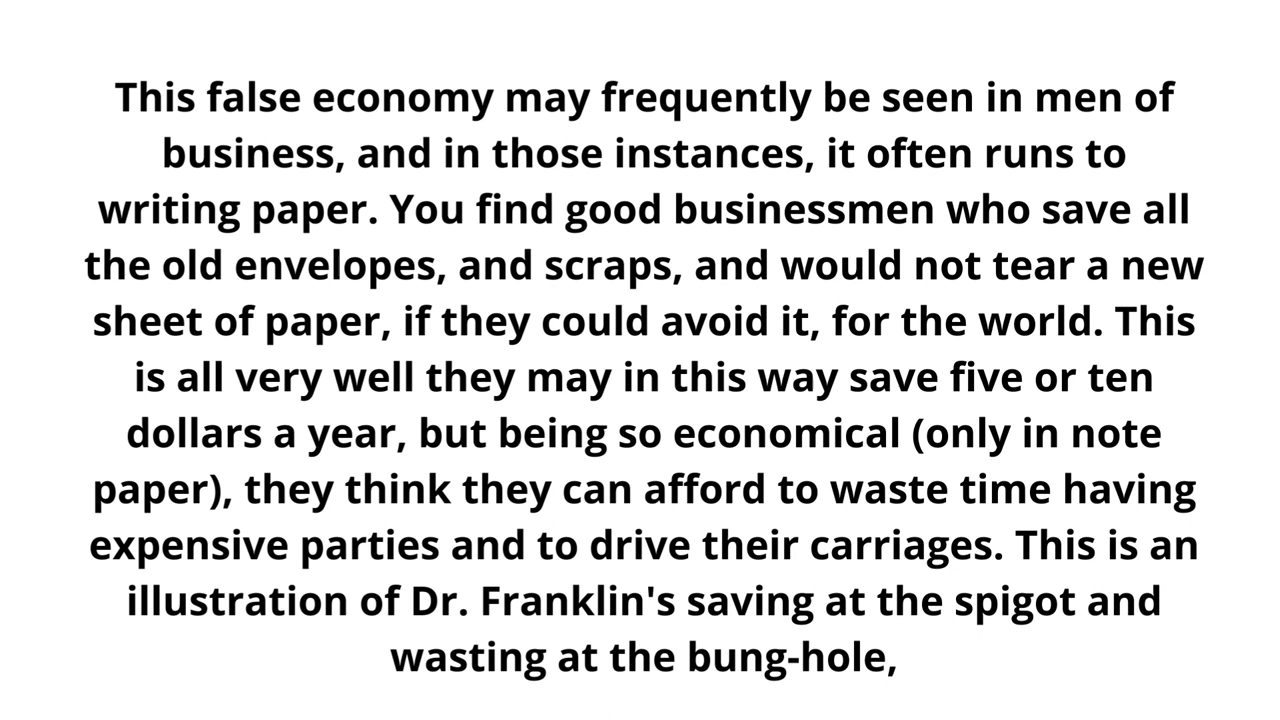 This false economy may frequently be seen in men of
business, and in those instances, it often runs to
writing paper. You find good businessmen who save all
the old envelopes, and scraps, and would not tear a new
sheet of paper, if they could avoid it, for the world. This
is all very well they may in this way save five or ten
dollars a year, but being so economical (only in note
paper), they think they can afford to waste time having
expensive parties and to drive their carriages. This is an
illustration of Dr. Franklin's saving at the spigot and
wasting at the bung-hole,